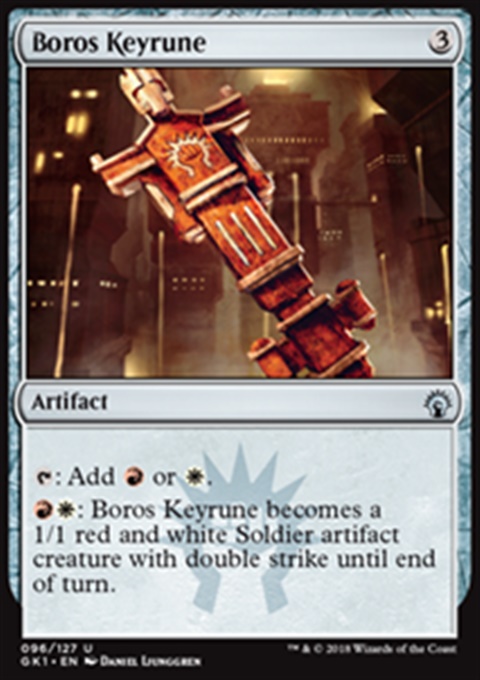 Boros Keyrune 3
Artifact
: Add or .
: Boros Keyrune becomes a
1/1 red and white Soldier artifact
creature with double strike until end
of turn.
096/127 U
GK1 • EN Daniel Ljunggren
™ & © 2018 Wizards of the Coast